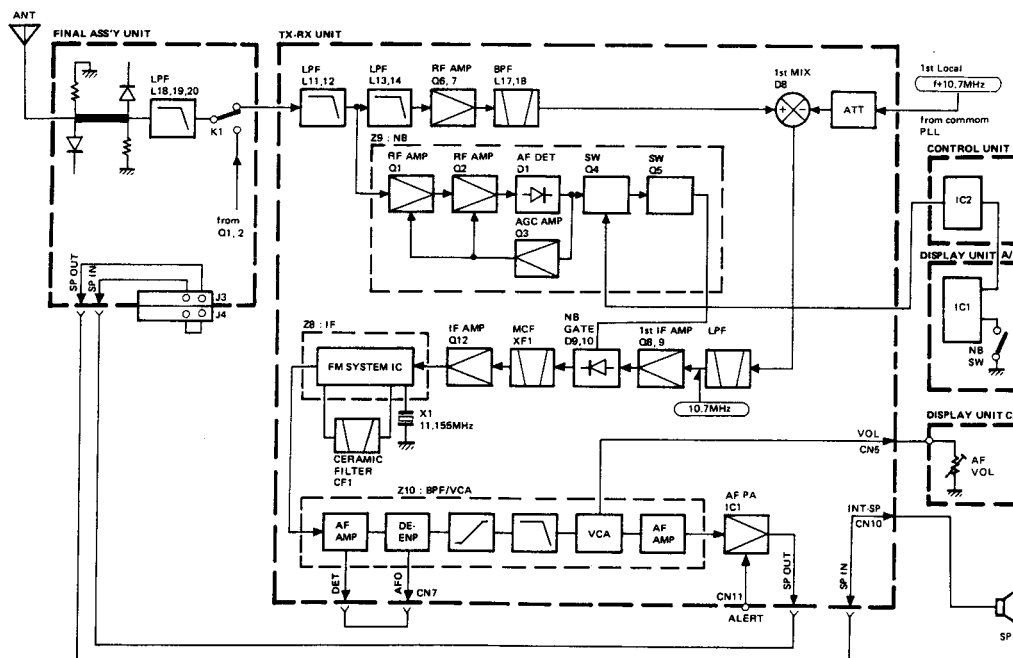 ANT
FINAL ASS'Y UNIT
LPF
L18,19,20
K1
from
Q1, 2
SP OUT
SP IN
J3
J4
TX-RX UNIT
LPF
L11,12
LPF
L13,14
RF AMP
Q6, 7
BPF
L17,18
1st MIX
D8
ATT
1st Local
f+10.7MHz
from commom
PLL
Z9 : NB
RF AMP
Q1
RF AMP
Q2
AF DET
D1
SW
Q4
SW
Q5
AGC AMP
Q3
CONTROL UNIT
IC2
DISPLAY UNIT A/
IC1
NB
SW
Z8 : IF
FM SYSTEM IC
IF AMP
Q12
MCF
XF1
NB
GATE
D9,10
1st IF AMP
Q8, 9
LPF
10.7MHz
X1
11,155MHz
CERAMIC
FILTER
CF1
DISPLAY UNIT C
VOL
CN6
AF
VOL
Z10 : BPF/VCA
AF
AMP
DE-
ENP
VCA
AF
AMP
AF PA
IC1
INT-SP
CN10
DET
AFO
CN7
CN11
ALERT
SP OUT
SP IN
SP